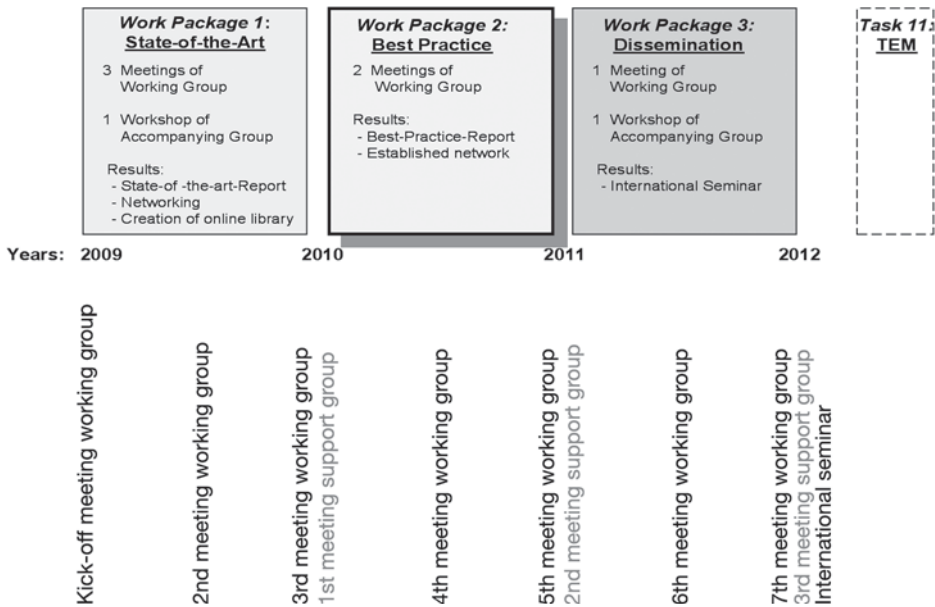 Work Package 1:
State-of-the-Art
3 Meetings of
Working Group
1 Workshop of
Accompanying Group
Results:
- State-of -the-art-Report
- Networking
- Creation of online library
Work Package 2:
Best Practice
2 Meetings of
Working Group
Results:
- Best-Practice-Report
- Established network
Work Package 3:
Dissemination
1 Meeting of
Working Group
1 Workshop of
Accompanying Group
Results:
- International Seminar
Task 11:
TEM
Years: 2009 2010 2011 2012
Kick-off meeting working group
2nd meeting working group
3rd meeting working group
1st meeting support group
4th meeting working group
5th meeting working group
2nd meeting support group
6th meeting working group
7th meeting working group
3rd meeting support group
International seminar